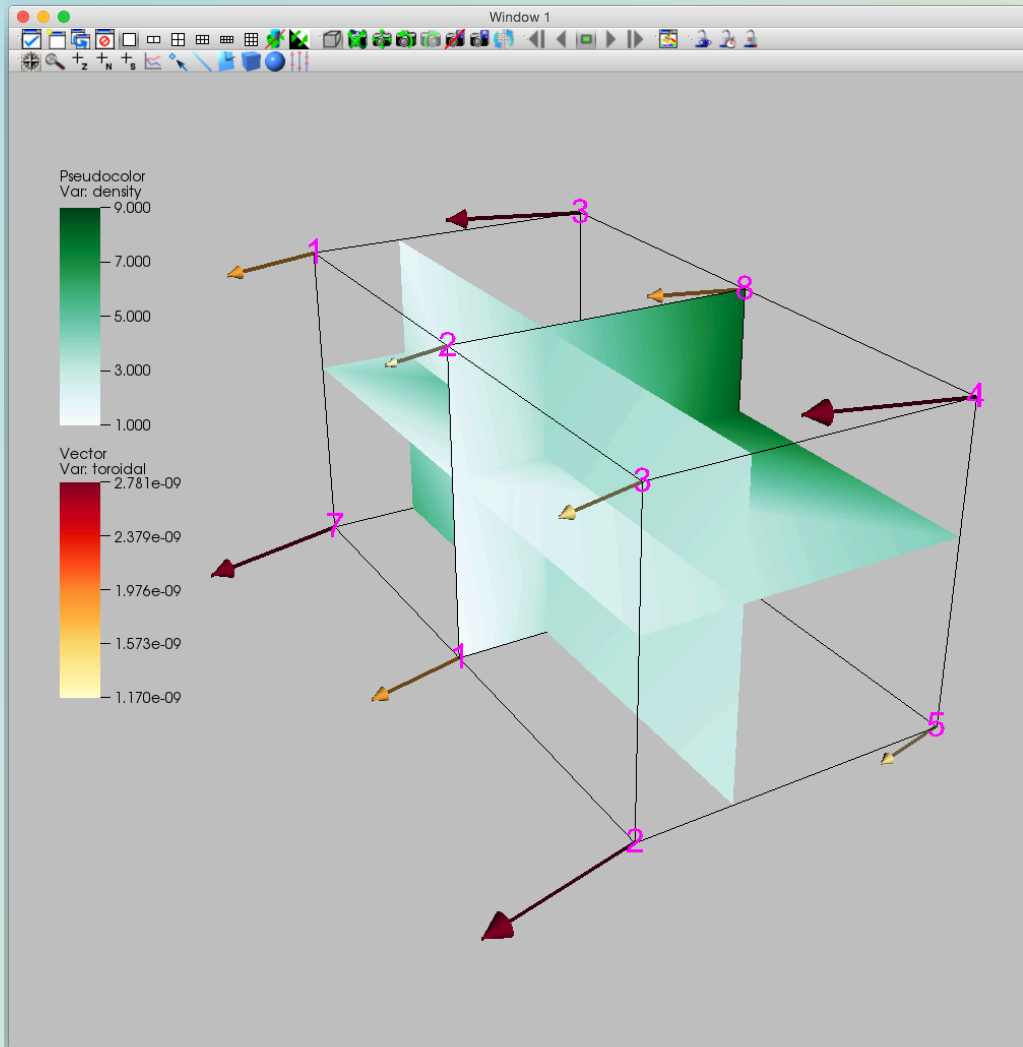 Window 1
Z
N
S
Pseudocolor
Var: density
9.000
7.000
5.000
3.000
1.000
Vector
Var: toroidal
2.781e-09
2.379e-09
1.976e-09
1.573e-09
1.170e-09
3
1
8
2
4
3
7
1
5
2